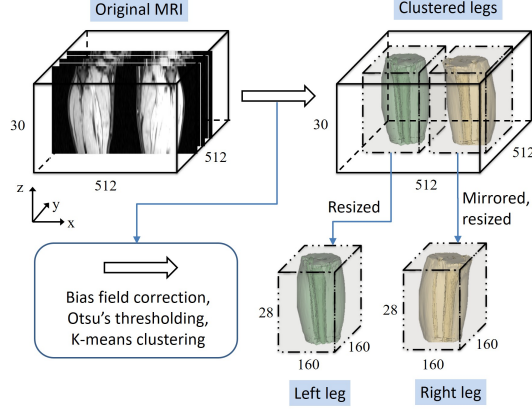 Original MRI
Clustered legs
30
512
512
30
512
512
z
y
x
Resized
Mirrored,
resized
Bias field correction,
Otsu's thresholding,
K-means clustering
28
160
160
28
160
160
Left leg
Right leg